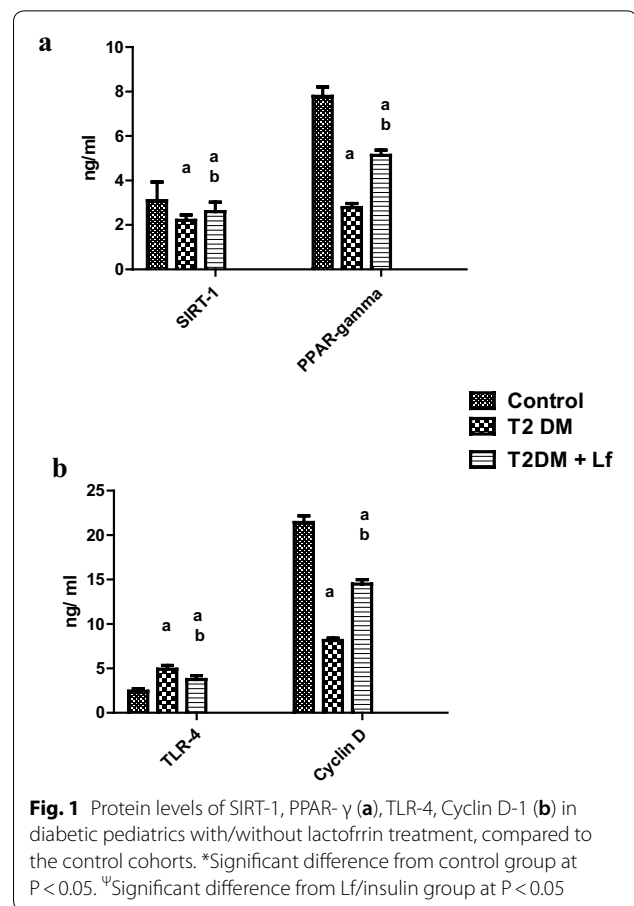 a
10
8
6
4
2
0
ng/ml
a
a
b
a
a
b
SIRT-1
PPAR-gamma
Control
T2 DM
T2DM + Lf
b
25
20
15
10
5
0
ng/ ml
a
a
b
a
a
b
TLR-4
Cyclin D
Fig. 1 Protein levels of SIRT-1, PPAR- γ (a), TLR-4, Cyclin D-1 (b) in
diabetic pediatrics with/without lactofrrin treatment, compared to
the control cohorts. *Significant difference from control group at
P < 0.05. ΨSignificant difference from Lf/insulin group at P < 0.05